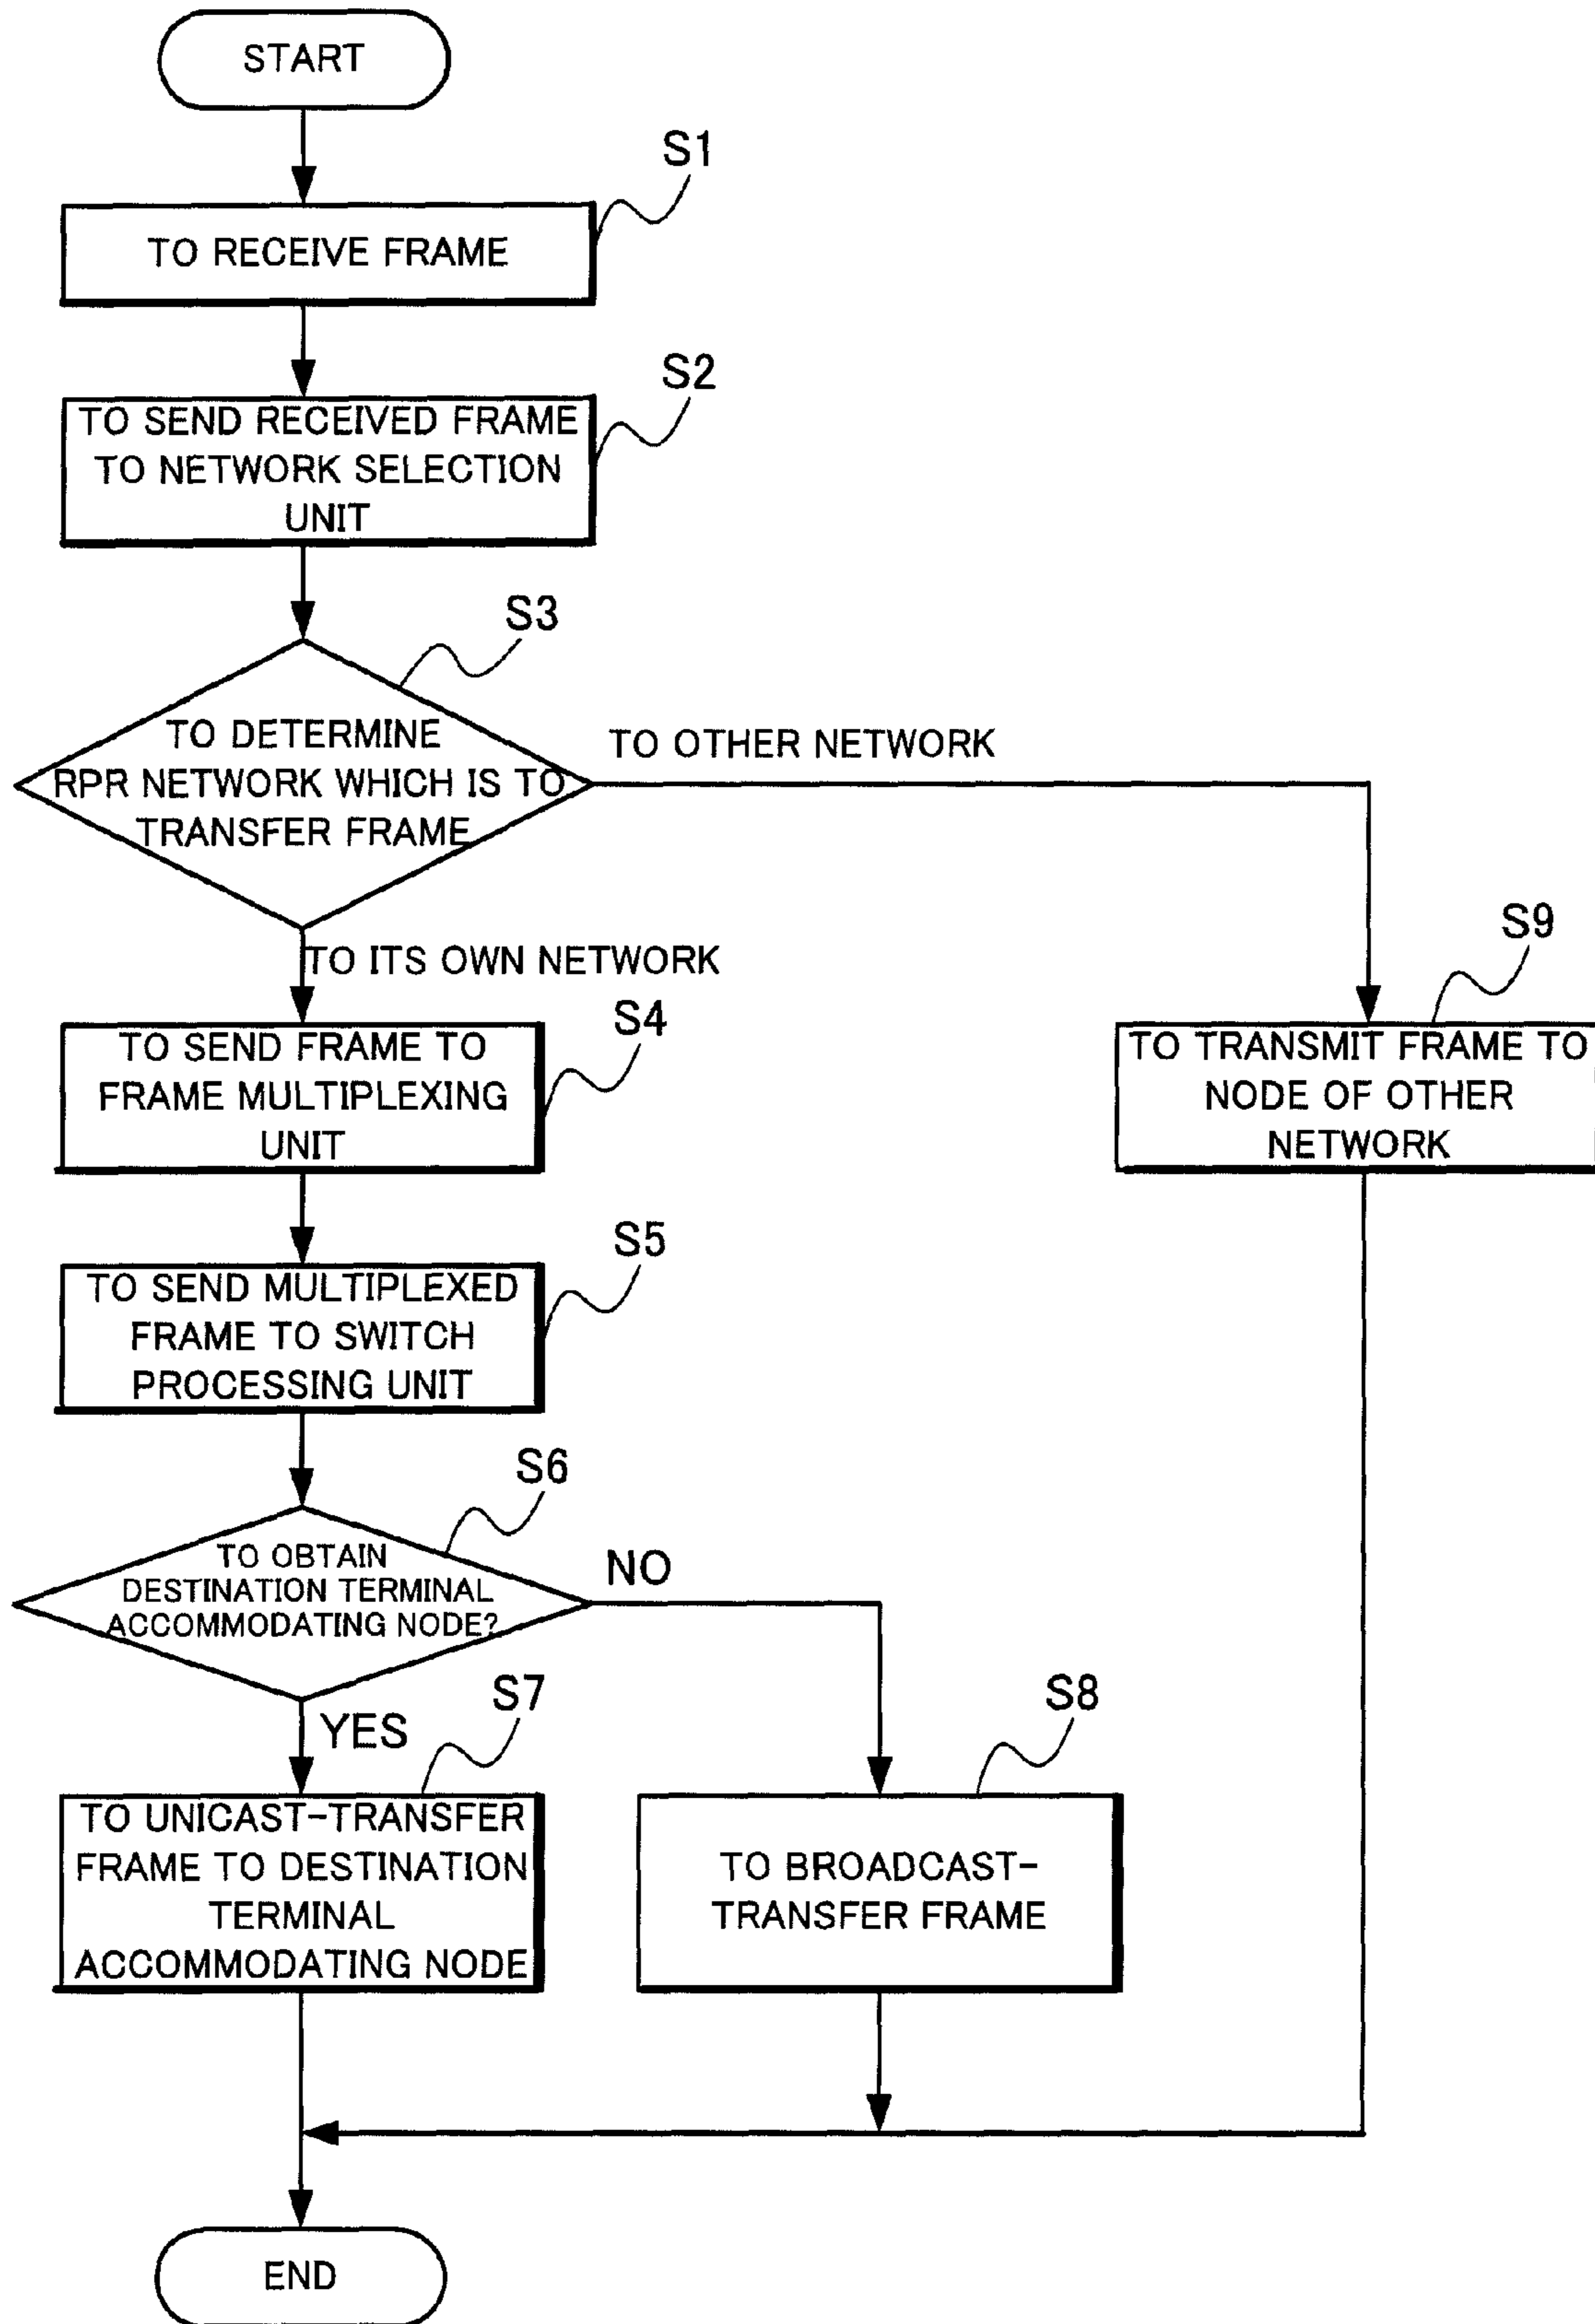 START
S1
TO RECEIVE FRAME
S2
TO SEND RECEIVED FRAME
TO NETWORK SELECTION
UNIT
S3
TO DETERMINE
RPR NETWORK WHICH IS TO
TRANSFER FRAME
TO OTHER NETWORK
TO ITS OWN NETWORK
S4
TO SEND FRAME TO
FRAME MULTIPLEXING
UNIT
S9
TO TRANSMIT FRAME TO
NODE OF OTHER
NETWORK
S5
TO SEND MULTIPLEXED
FRAME TO SWITCH
PROCESSING UNIT
S6
TO OBTAIN
DESTINATION TERMINAL
ACCOMMODATING NODE?
NO
YES
S7
TO UNICAST-TRANSFER
FRAME TO DESTINATION
TERMINAL
ACCOMMODATING NODE
S8
TO BROADCAST-
TRANSFER FRAME
END